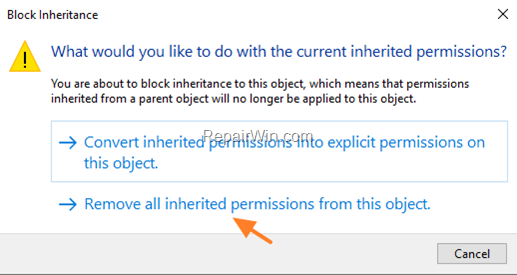 Block Inheritance
What would you like to do with the current inherited permissions?
You are about to block inheritance to this object, which means that permissions
inherited from a parent object will no longer be applied to this object.
RepairWin.com
Convert inherited permissions into explicit permissions on
this object.
Remove all inherited permissions from this object.
Cancel